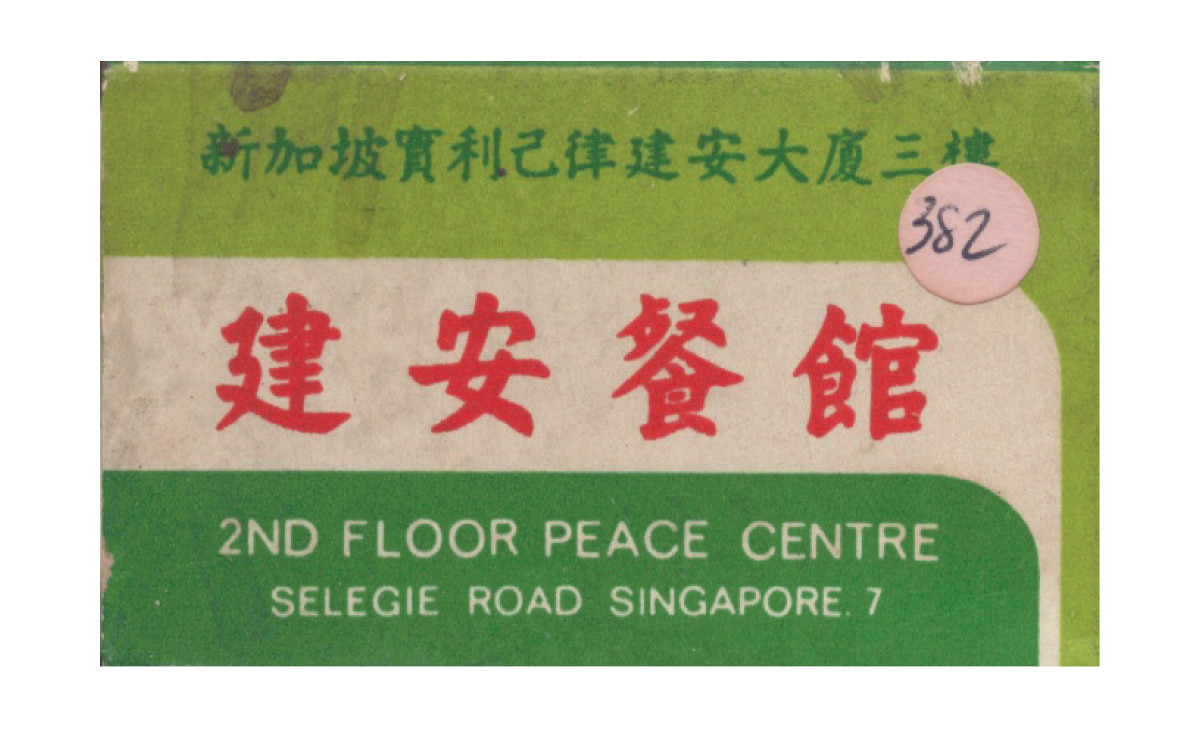 新加坡實利己律建安大廈三樓
382
建安餐館
2ND FLOOR PEACE CENTRE
SELEGIE ROAD SINGAPORE. 7